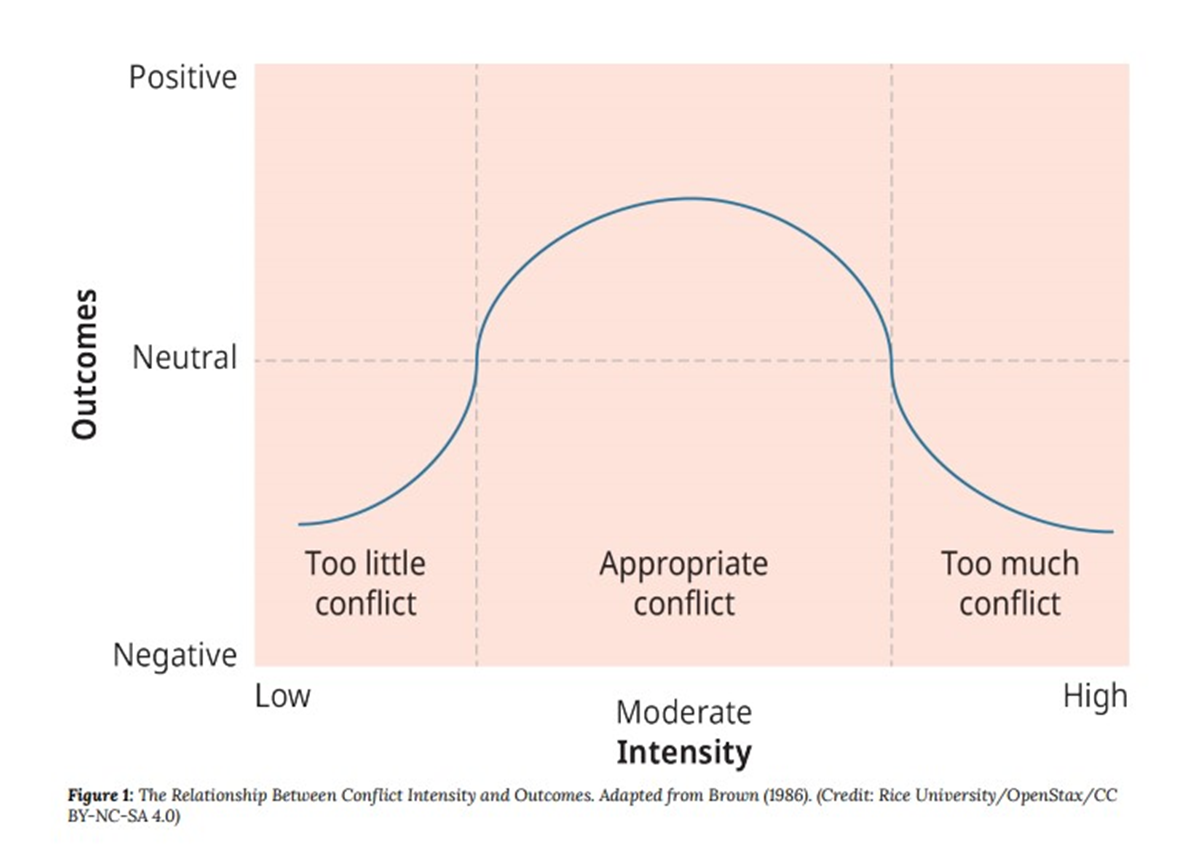 Positive
Outcomes
Neutral
Too little
conflict
Appropriate
conflict
Too much
conflict
Negative
Low
Moderate
High
Intensity
Figure 1: The Relationship Between Conflict Intensity and Outcomes. Adapted from Brown (1986). (Credit: Rice University/OpenStax/CC
BY-NC-SA 4.0)